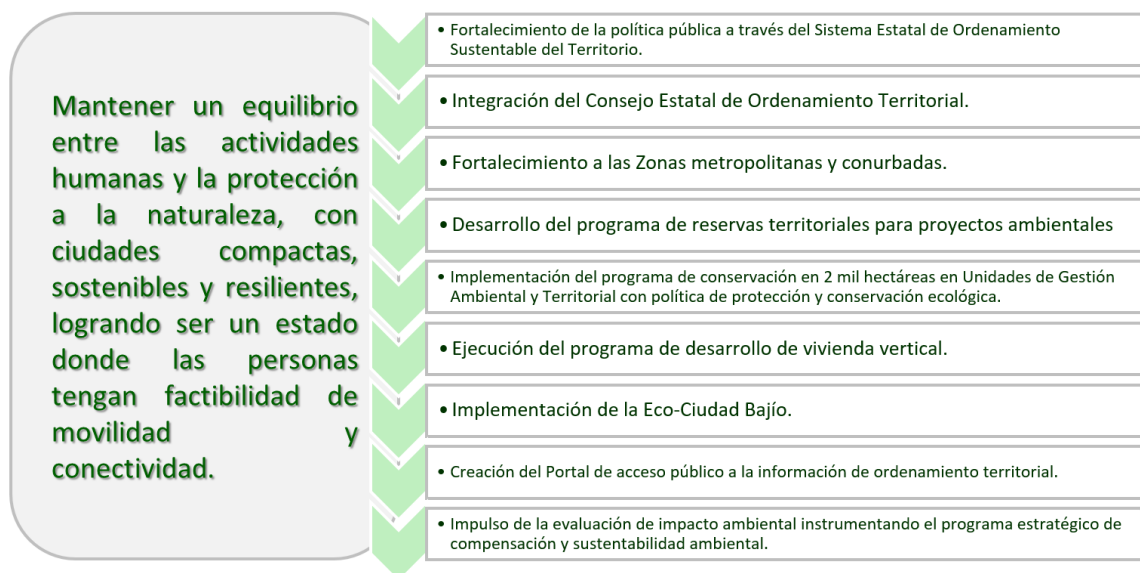 Mantener un equilibrio
entre las actividades
humanas y la protección
a la naturaleza, con
ciudades compactas,
sostenibles y resilientes,
logrando ser un estado
donde las personas
tengan factibilidad de
movilidad y
conectividad.
• Fortalecimiento de la política pública a través del Sistema Estatal de Ordenamiento
Sustentable del Territorio.
• Integración del Consejo Estatal de Ordenamiento Territorial.
• Fortalecimiento a las Zonas metropolitanas y conurbadas.
• Desarrollo del programa de reservas territoriales para proyectos ambientales
• Implementación del programa de conservación en 2 mil hectáreas en Unidades de Gestión
Ambiental y Territorial con política de protección y conservación ecológica.
• Ejecución del programa de desarrollo de vivienda vertical.
• Implementación de la Eco-Ciudad Bajío.
• Creación del Portal de acceso público a la información de ordenamiento territorial.
• Impulso de la evaluación de impacto ambiental instrumentando el programa estratégico de
compensación y sustentabilidad ambiental.